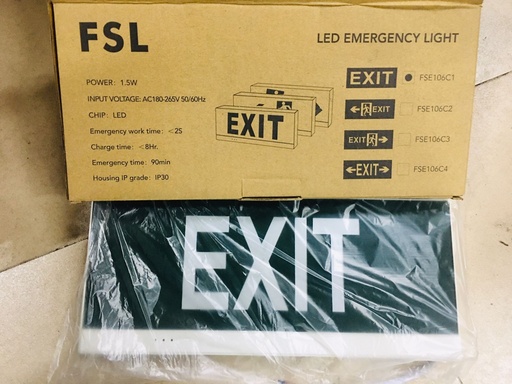 FSL
LED EMERGENCY LIGHT
POWER: 1.5W
INPUT VOLTAGE: AC180-265V 50/60Hz
CHIP: LED
Emergency work time: <2S
Charge time: <8Hr.
Emergency time: 90min
Housing IP grade: IP30
EXIT
EXIT FSE106C1
EXIT FSE106C2
EXIT FSE106C3
EXIT FSE106C4
EXIT